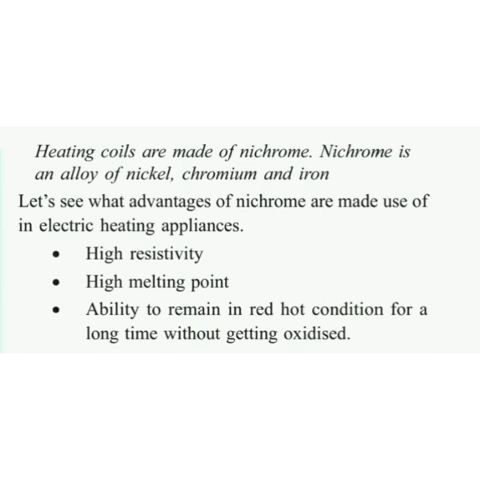 Heating coils are made of nichrome. Nichrome is
an alloy of nickel, chromium and iron
Let's see what advantages of nichrome are made use of
in electric heating appliances.
• High resistivity
• High melting point
• Ability to remain in red hot condition for a
long time without getting oxidised.